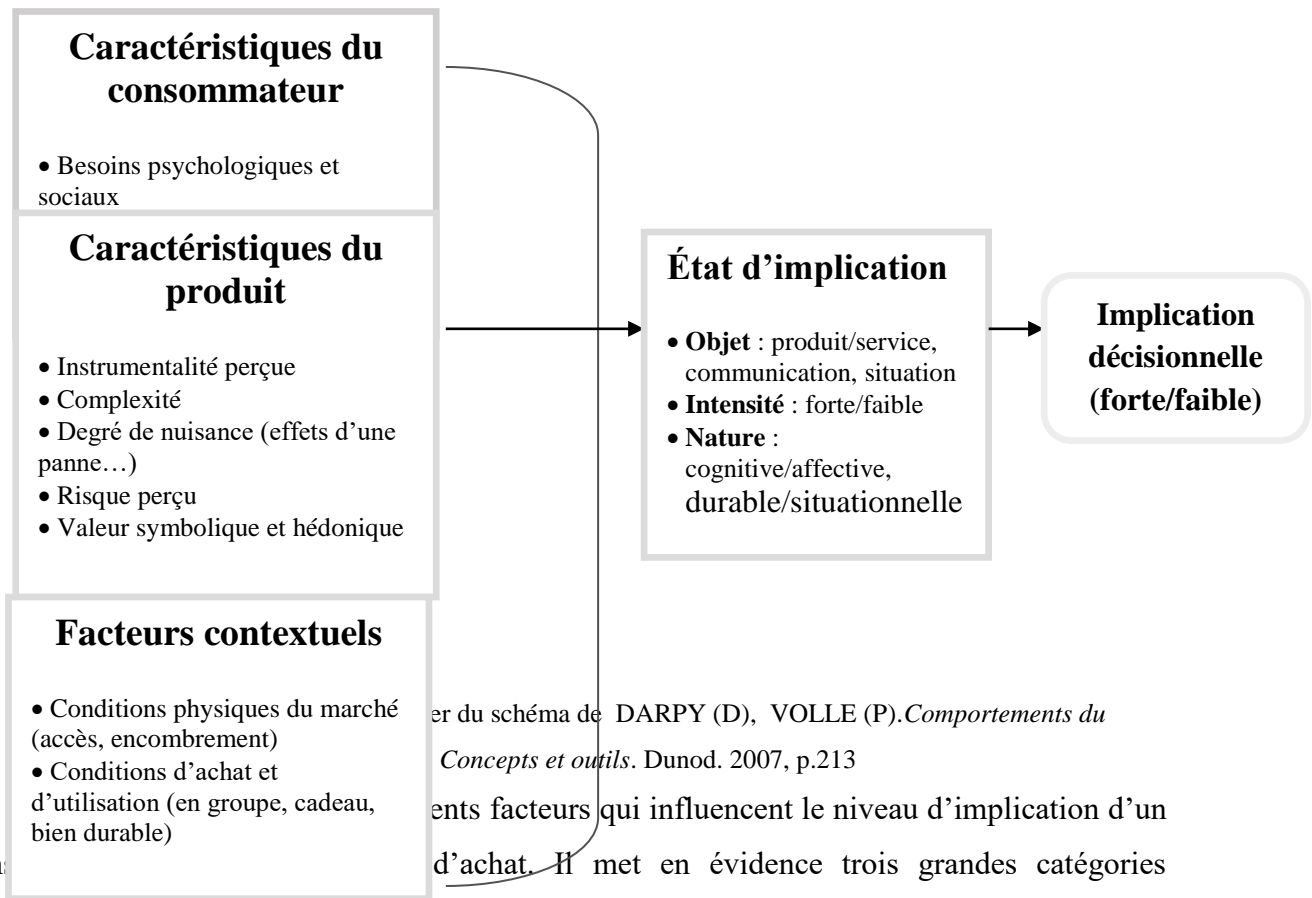 Caractéristiques du
consommateur
• Besoins psychologiques et
sociaux
Caractéristiques du
produit
• Instrumentalité perçue
• Complexité
• Degré de nuisance (effets d’une
panne…)
• Risque perçu
• Valeur symbolique et hédonique
Facteurs contextuels
• Conditions physiques du marché
(accès, encombrement)
• Conditions d’achat et
d’utilisation (en groupe, cadeau,
bien durable)
État d’implication
• Objet : produit/service,
communication, situation
• Intensité : forte/faible
• Nature :
cognitive/affective,
durable/situationnelle
Implication
décisionnelle
(forte/faible)
er du schéma de DARPY (D), VOLLE (P).Comportements du
Concepts et outils. Dunod. 2007, p.213
ents facteurs qui influencent le niveau d’implication d’un
d’achat. Il met en évidence trois grandes catégories